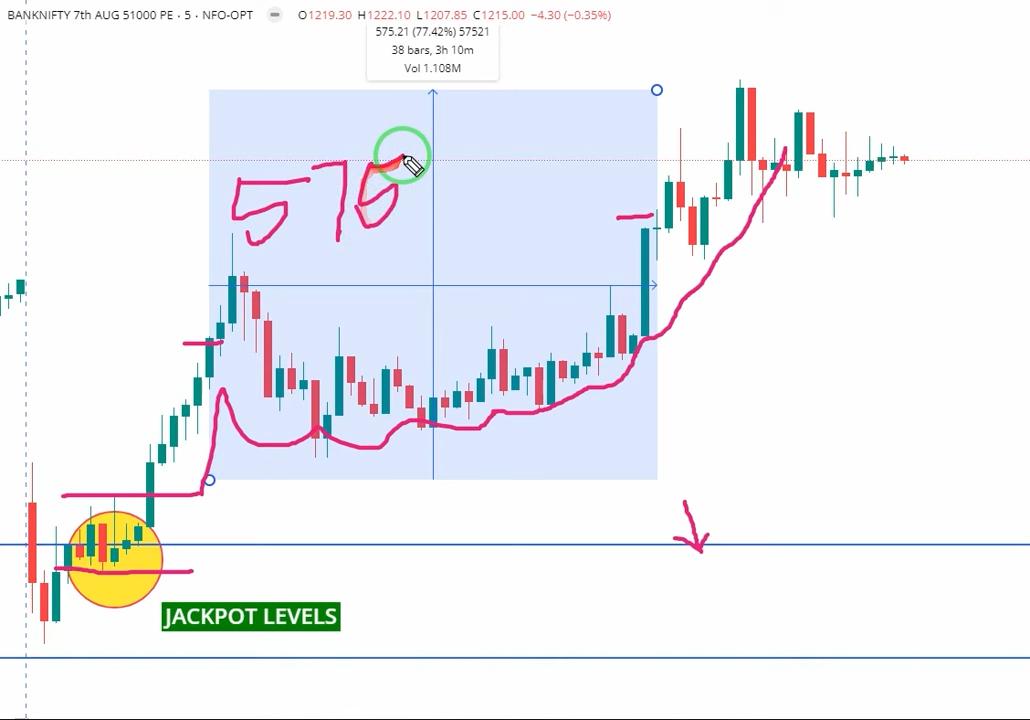 BANKNIFTY 7th AUG 51000 PE · 5 · NFO-OPT O1219.30 H1222.10 L1207.85 C1215.00 −4.30 (−0.35%)
575.21 (77.42%) 57521
38 bars, 3h 10m
Vol 1.108M
576
JACKPOT LEVELS